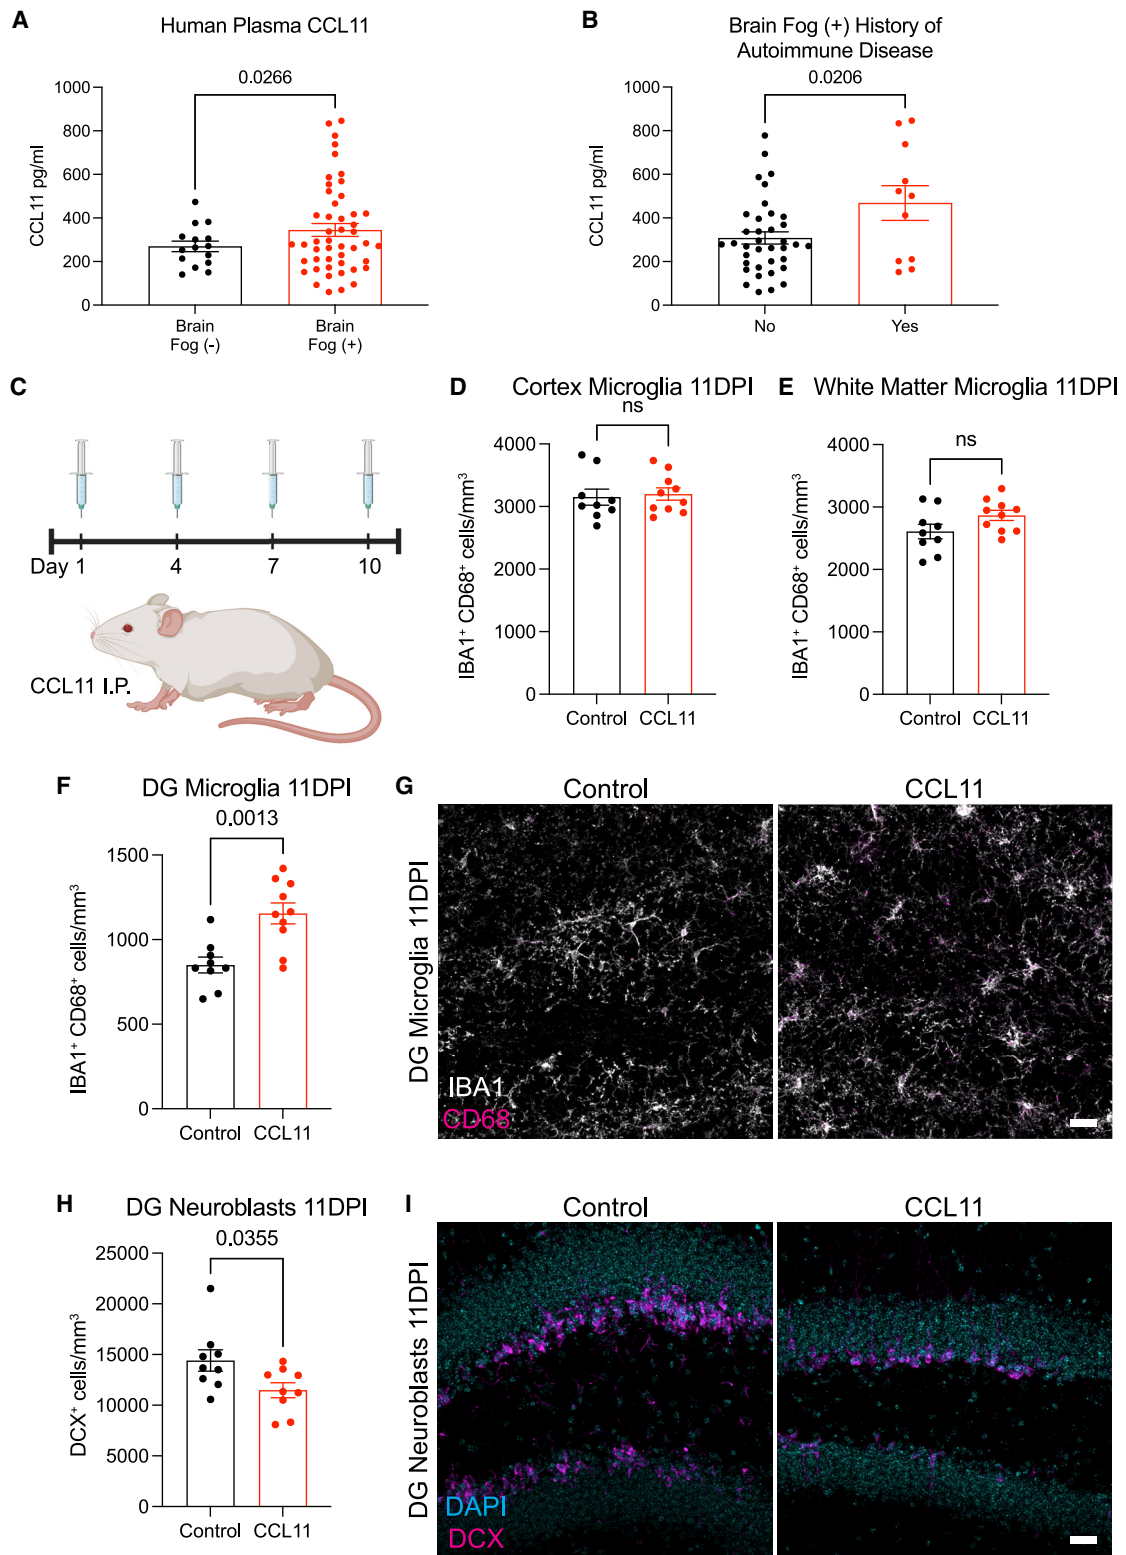 A
Human Plasma CCL11
0.0266
CCL11 pg/ml
1000
800
600
400
200
0
Brain
Fog (-)
Brain
Fog (+)
B
Brain Fog (+) History of
Autoimmune Disease
0.0206
CCL11 pg/ml
1000
800
600
400
200
0
No
Yes
C
Day 1
4
7
10
CCL11 I.P.
D
Cortex Microglia 11DPI
ns
IBA1⁺ CD68⁺ cells/mm³
4000
3000
2000
1000
0
Control
CCL11
E
White Matter Microglia 11DPI
ns
IBA1⁺ CD68⁺ cells/mm³
4000
3000
2000
1000
0
Control
CCL11
F
DG Microglia 11DPI
0.0013
IBA1⁺ CD68⁺ cells/mm³
1500
1000
500
0
Control
CCL11
G
Control
CCL11
DG Microglia 11DPI
IBA1
CD68
H
DG Neuroblasts 11DPI
0.0355
DCX⁺ cells/mm³
25000
20000
15000
10000
5000
0
Control
CCL11
I
Control
CCL11
DG Neuroblasts 11DPI
DAPI
DCX